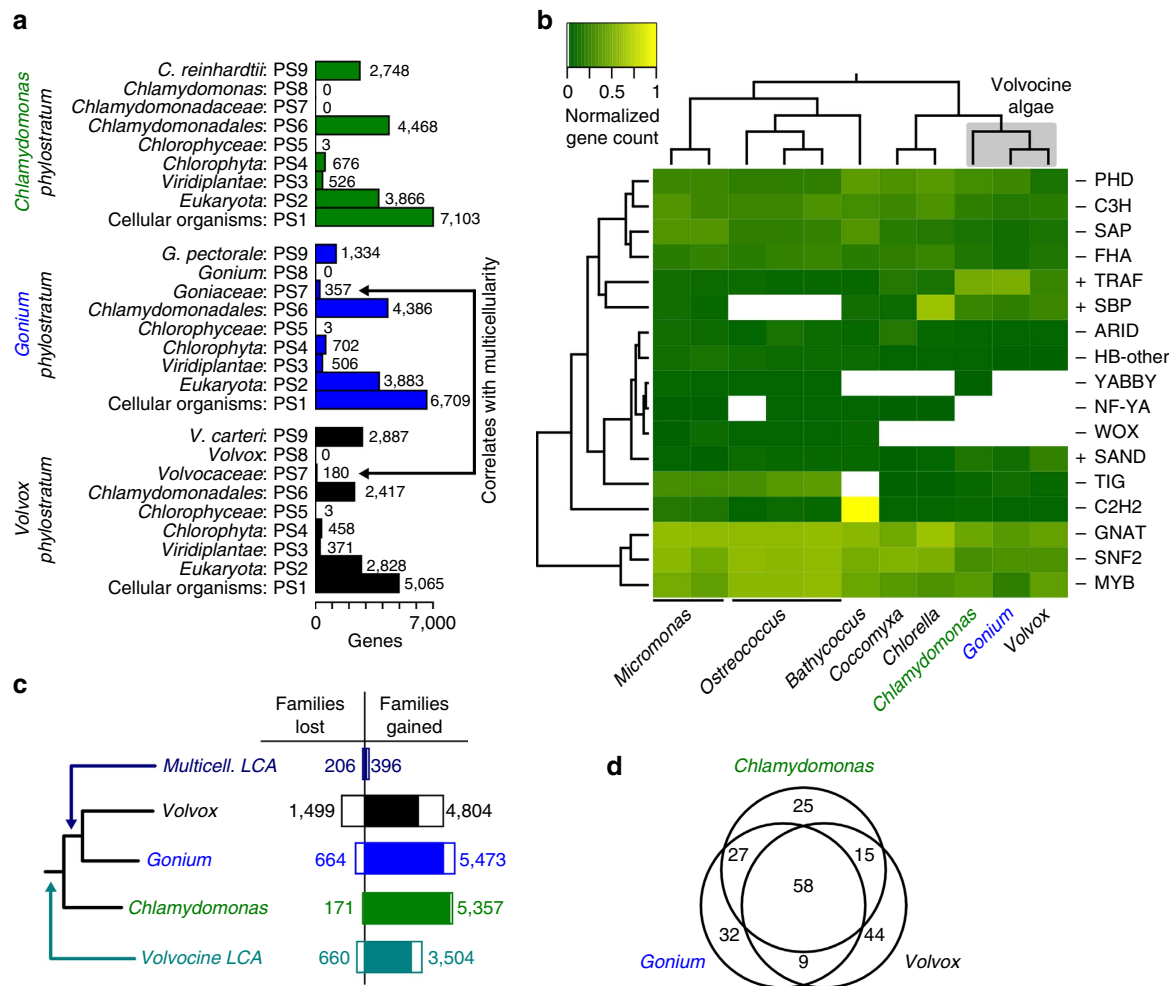 a
Chlamydomonas
phylostratum
C. reinhardtii: PS9 2,748
Chlamydomonas: PS8 0
Chlamydomonadaceae: PS7 0
Chlamydomonadales: PS6 4,468
Chlorophyceae: PS5 3
Chlorophyta: PS4 676
Viridiplantae: PS3 526
Eukaryota: PS2 3,866
Cellular organisms: PS1 7,103
Gonium
phylostratum
G. pectorale: PS9 1,334
Gonium: PS8 0
Goniaceae: PS7 357
Chlamydomonadales: PS6 4,386
Chlorophyceae: PS5 3
Chlorophyta: PS4 702
Viridiplantae: PS3 506
Eukaryota: PS2 3,883
Cellular organisms: PS1 6,709
Volvox
phylostratum
V. carteri: PS9 2,887
Volvox: PS8 0
Volvocaceae: PS7 180
Chlamydomonadales: PS6 2,417
Chlorophyceae: PS5 3
Chlorophyta: PS4 458
Viridiplantae: PS3 371
Eukaryota: PS2 2,828
Cellular organisms: PS1 5,065
0 7,000
Genes
Correlates with multicellularity
b
0 0.5 1
Normalized
gene count
Volvocine
algae
– PHD
– C3H
– SAP
– FHA
+ TRAF
+ SBP
– ARID
– HB-other
– YABBY
– NF-YA
– WOX
+ SAND
– TIG
– C2H2
– GNAT
– SNF2
– MYB
Micromonas
Ostreococcus
Bathycoccus
Coccomyxa
Chlorella
Chlamydomonas
Gonium
Volvox
c
Families
lost
Families
gained
Multicell. LCA 206 396
Volvox 1,499 4,804
Gonium 664 5,473
Chlamydomonas 171 5,357
Volvocine LCA 660 3,504
d
Chlamydomonas
25
27 15
58
32 44
9
Gonium Volvox